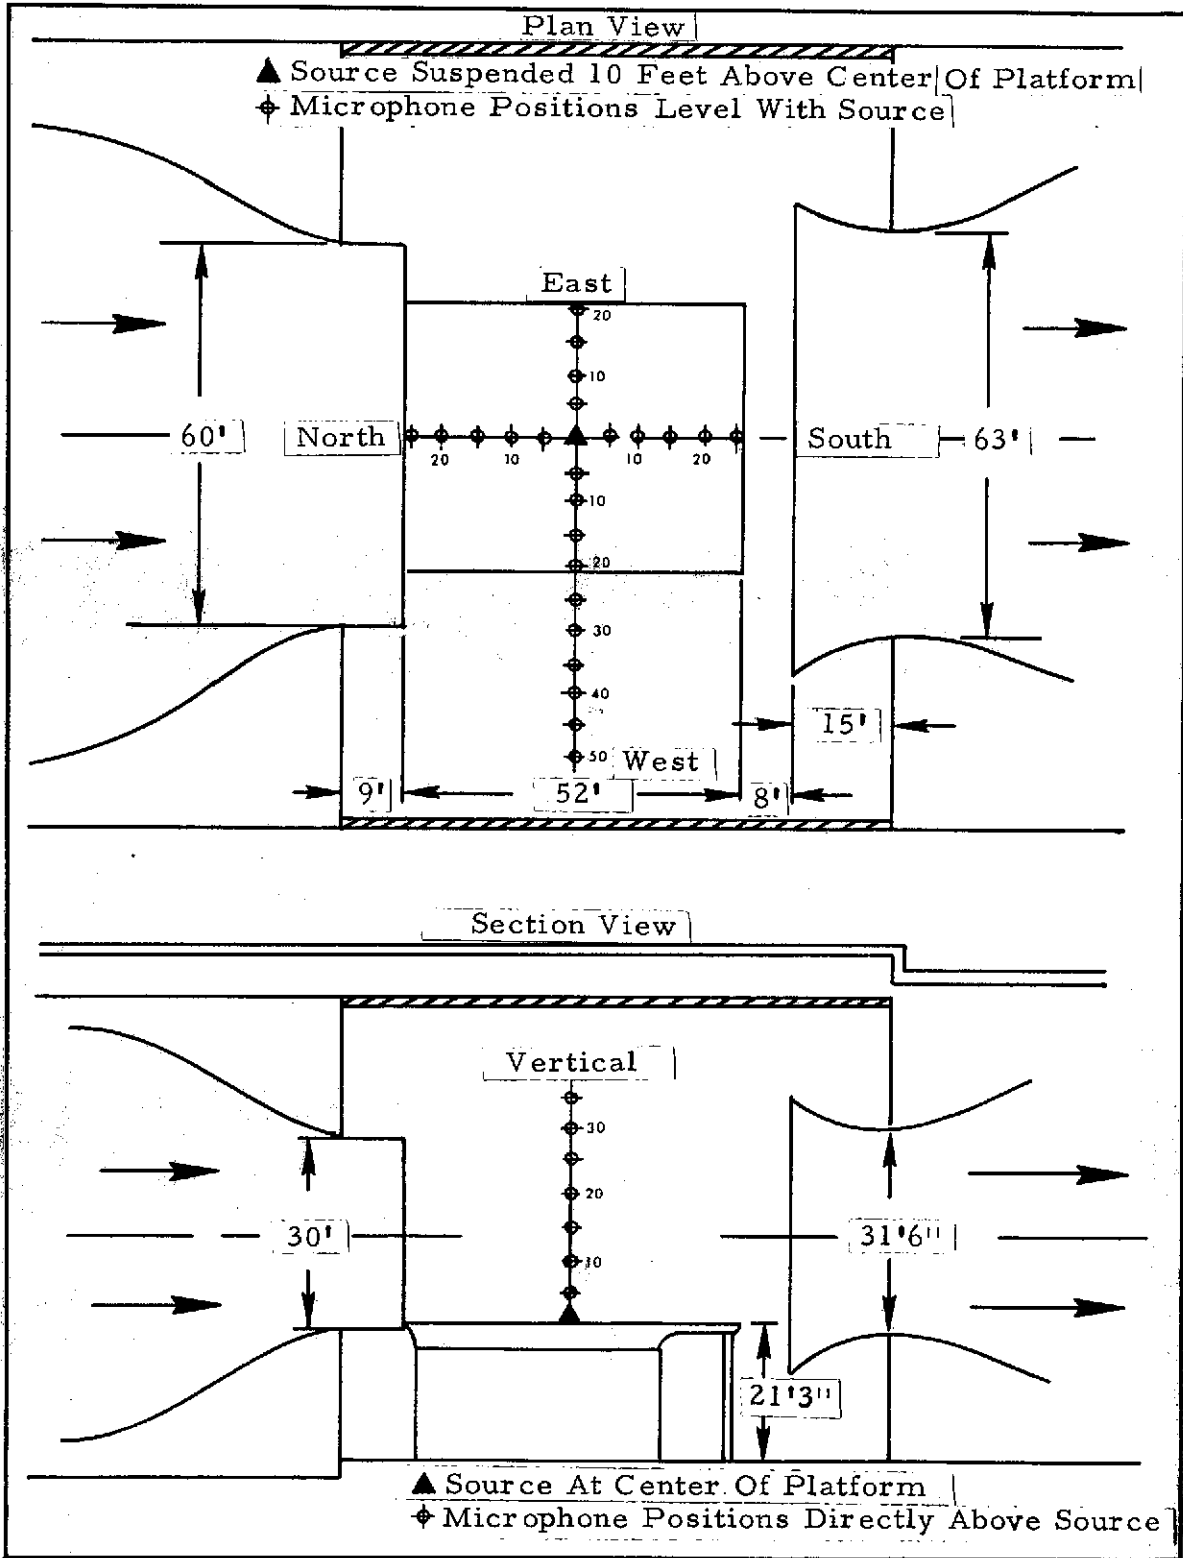 Plan View
Source Suspended 10 Feet Above Center Of Platform
Microphone Positions Level With Source
East
20
10
60'
North
20
10
10
20
South
63'
10
20
30
40
50
West
15'
9'
52'
8'
Section View
Vertical
30
20
30'
10
31'6"
21'3"
Source At Center Of Platform
Microphone Positions Directly Above Source